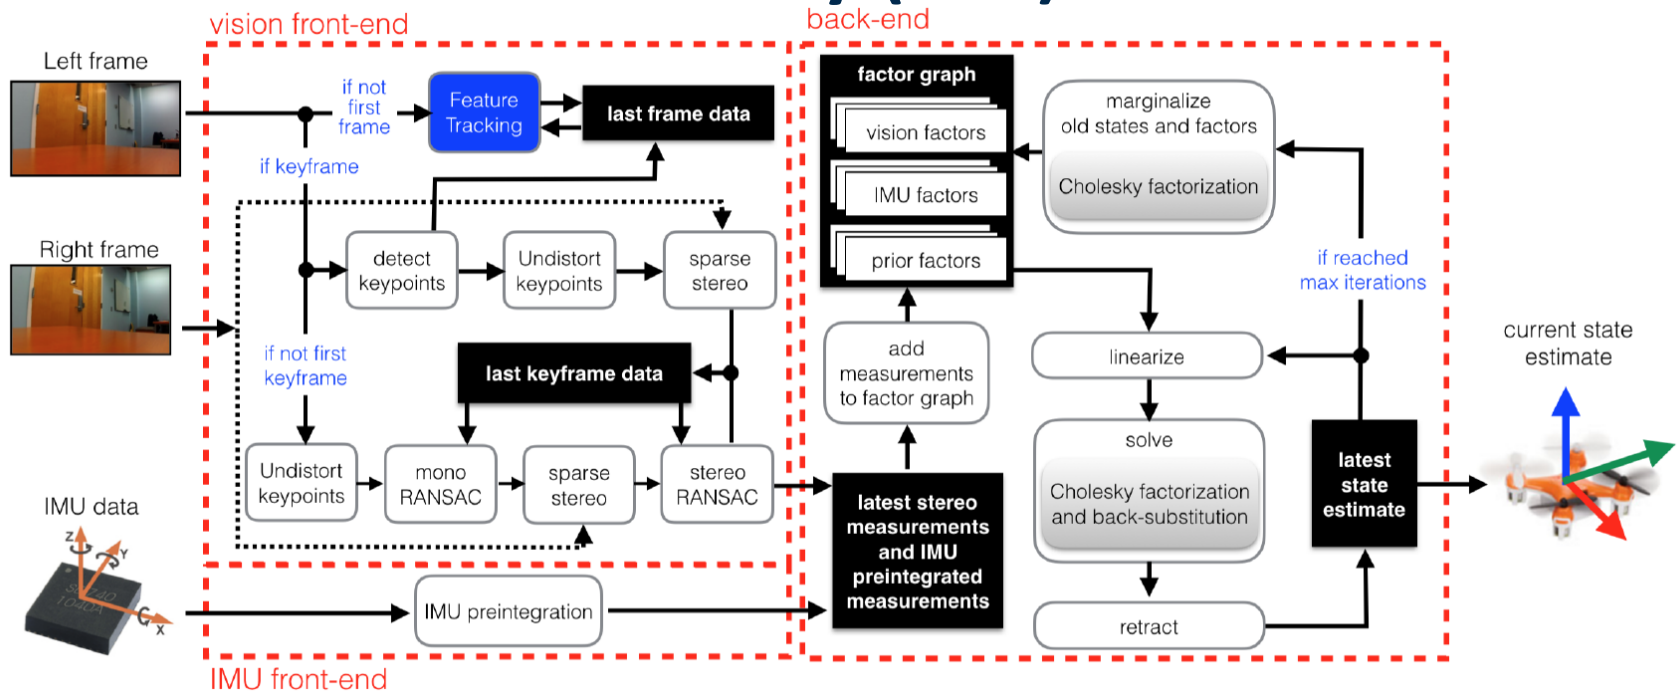 vision front-end
back-end
Left frame
if not
first
frame
Feature
Tracking
last frame data
if keyframe
Right frame
detect
keypoints
Undistort
keypoints
sparse
stereo
if not first
keyframe
last keyframe data
Undistort
keypoints
mono
RANSAC
sparse
stereo
stereo
RANSAC
IMU data
Z
Y
X
IMU preintegration
IMU front-end
factor graph
vision factors
IMU factors
prior factors
marginalize
old states and factors
Cholesky factorization
add
measurements
to factor graph
linearize
if reached
max iterations
solve
Cholesky factorization
and back-substitution
retract
latest stereo
measurements
and IMU
preintegrated
measurements
latest
state
estimate
current state
estimate